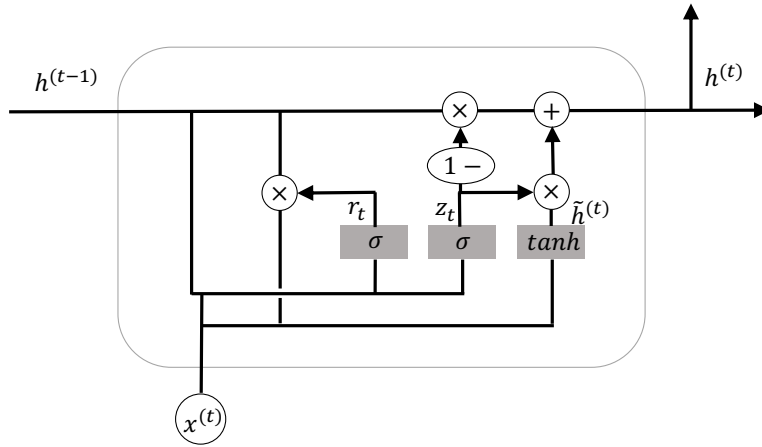 h^(t−1)
h^(t)
×
+
1 −
×
×
r_t
z_t
h̃^(t)
σ
σ
tanh
x^(t)